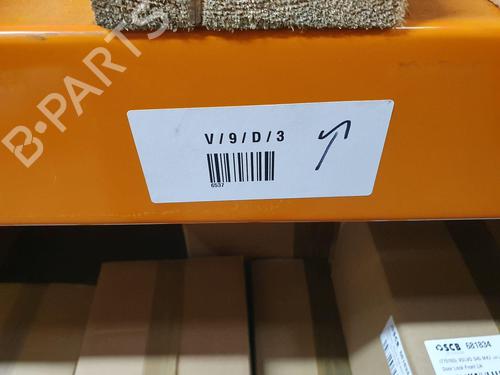 B-PARTS
V/9/D/3
6537
SCB 681834
Door Lock Front LH